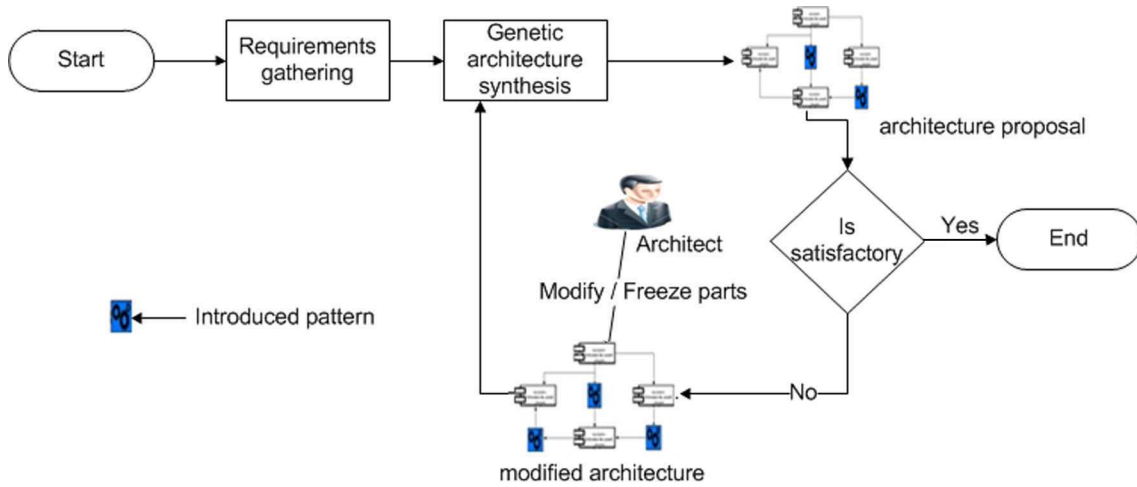 Start
Requirements
gathering
Genetic
architecture
synthesis
architecture proposal
Is
satisfactory
Yes
End
Architect
Modify / Freeze parts
Introduced pattern
No
modified architecture